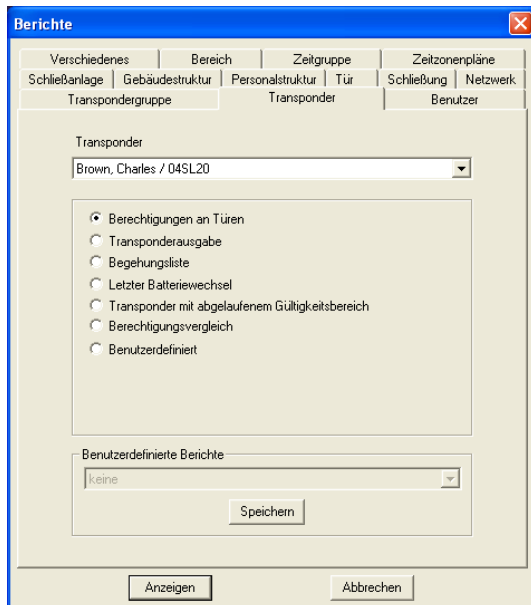 Berichte
Verschiedenes Bereich Zeitgruppe Zeitzonenpläne
Schließanlage Gebäudestruktur Personalstruktur Tür Schließung Netzwerk
Transpondergruppe Transponder Benutzer
Transponder
Brown, Charles / 04SL20
Berechtigungen an Türen
Transponderausgabe
Begehungsliste
Letzter Batteriewechsel
Transponder mit abgelaufenem Gültigkeitsbereich
Berechtigungsvergleich
Benutzerdefiniert
Benutzerdefinierte Berichte
keine
Speichern
Anzeigen Abbrechen